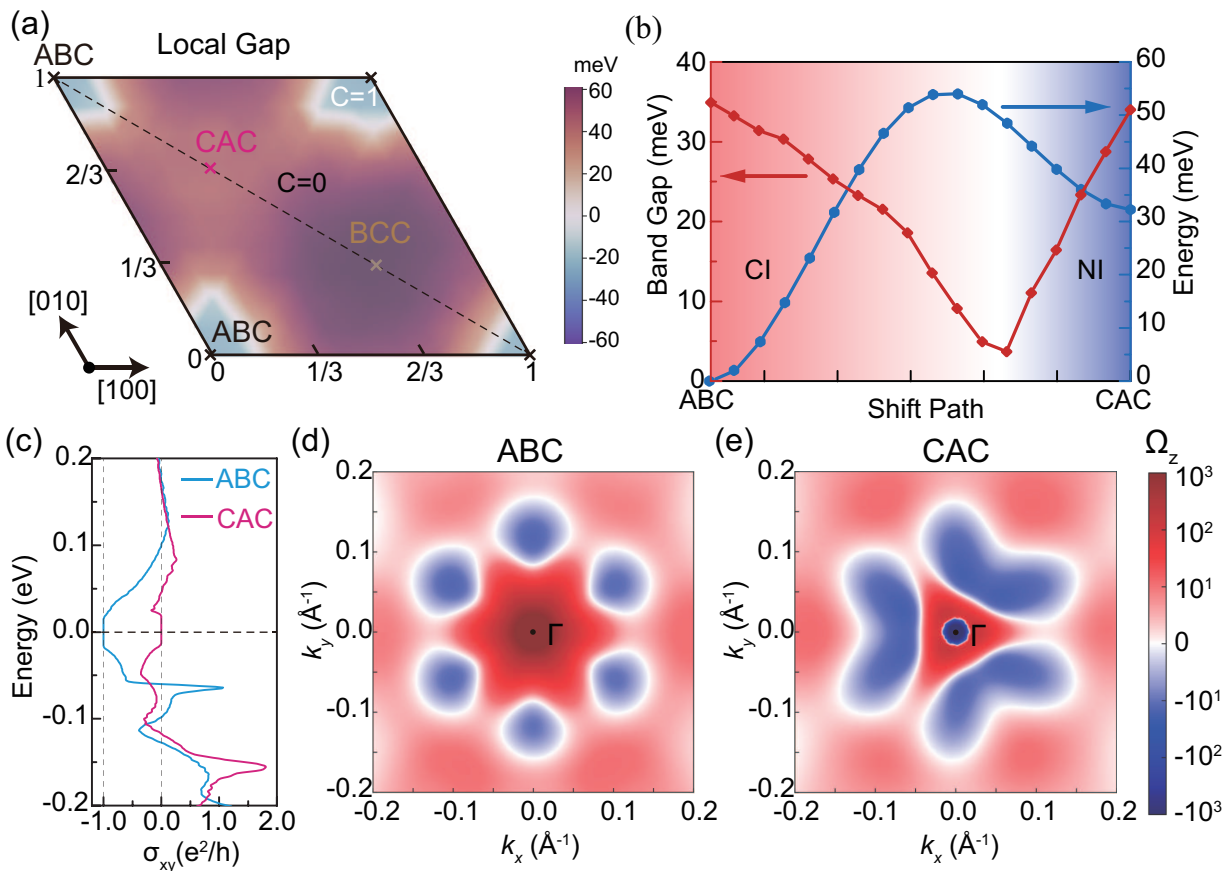 (a)
Local Gap
ABC
1
C=1
CAC
2/3
C=0
BCC
1/3
[010]
ABC
0
0 1/3 2/3 1
[100]
meV
60
40
20
0
-20
-40
-60
(b)
40
35
30
25
20
15
10
5
0
Band Gap (meV)
CI
NI
60
50
40
30
20
10
0
Energy (meV)
ABC
Shift Path
CAC
(c)
0.2
0.1
0.0
-0.1
-0.2
Energy (eV)
ABC
CAC
-1.0 0.0 1.0 2.0
σxy(e²/h)
(d)
ABC
0.2
0.1
0.0
-0.1
-0.2
ky (Å⁻¹)
Γ
-0.2 -0.1 0.0 0.1 0.2
kx (Å⁻¹)
(e)
CAC
0.2
0.1
0.0
-0.1
-0.2
ky (Å⁻¹)
Γ
-0.2 -0.1 0.0 0.1 0.2
kx (Å⁻¹)
Ωz
10³
10²
10¹
0
-10¹
-10²
-10³